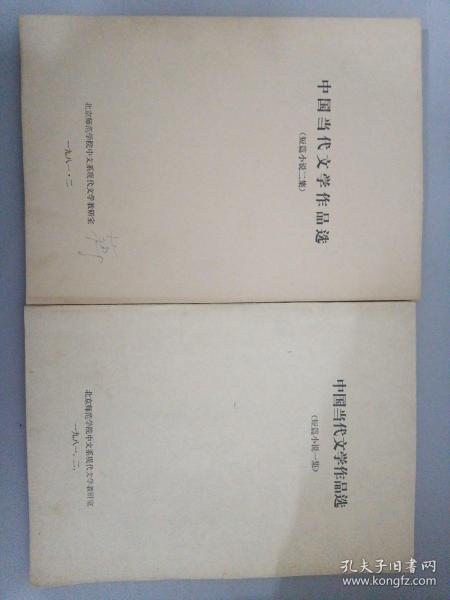 中国当代文学作品选
（短篇小说二集）
北京师范学院中文系现代文学教研室
一九八一·二
中国当代文学作品选
（短篇小说一集）
北京师范学院中文系现代文学教研室
一九八一.二.
孔夫子旧书网
www.kongfz.com